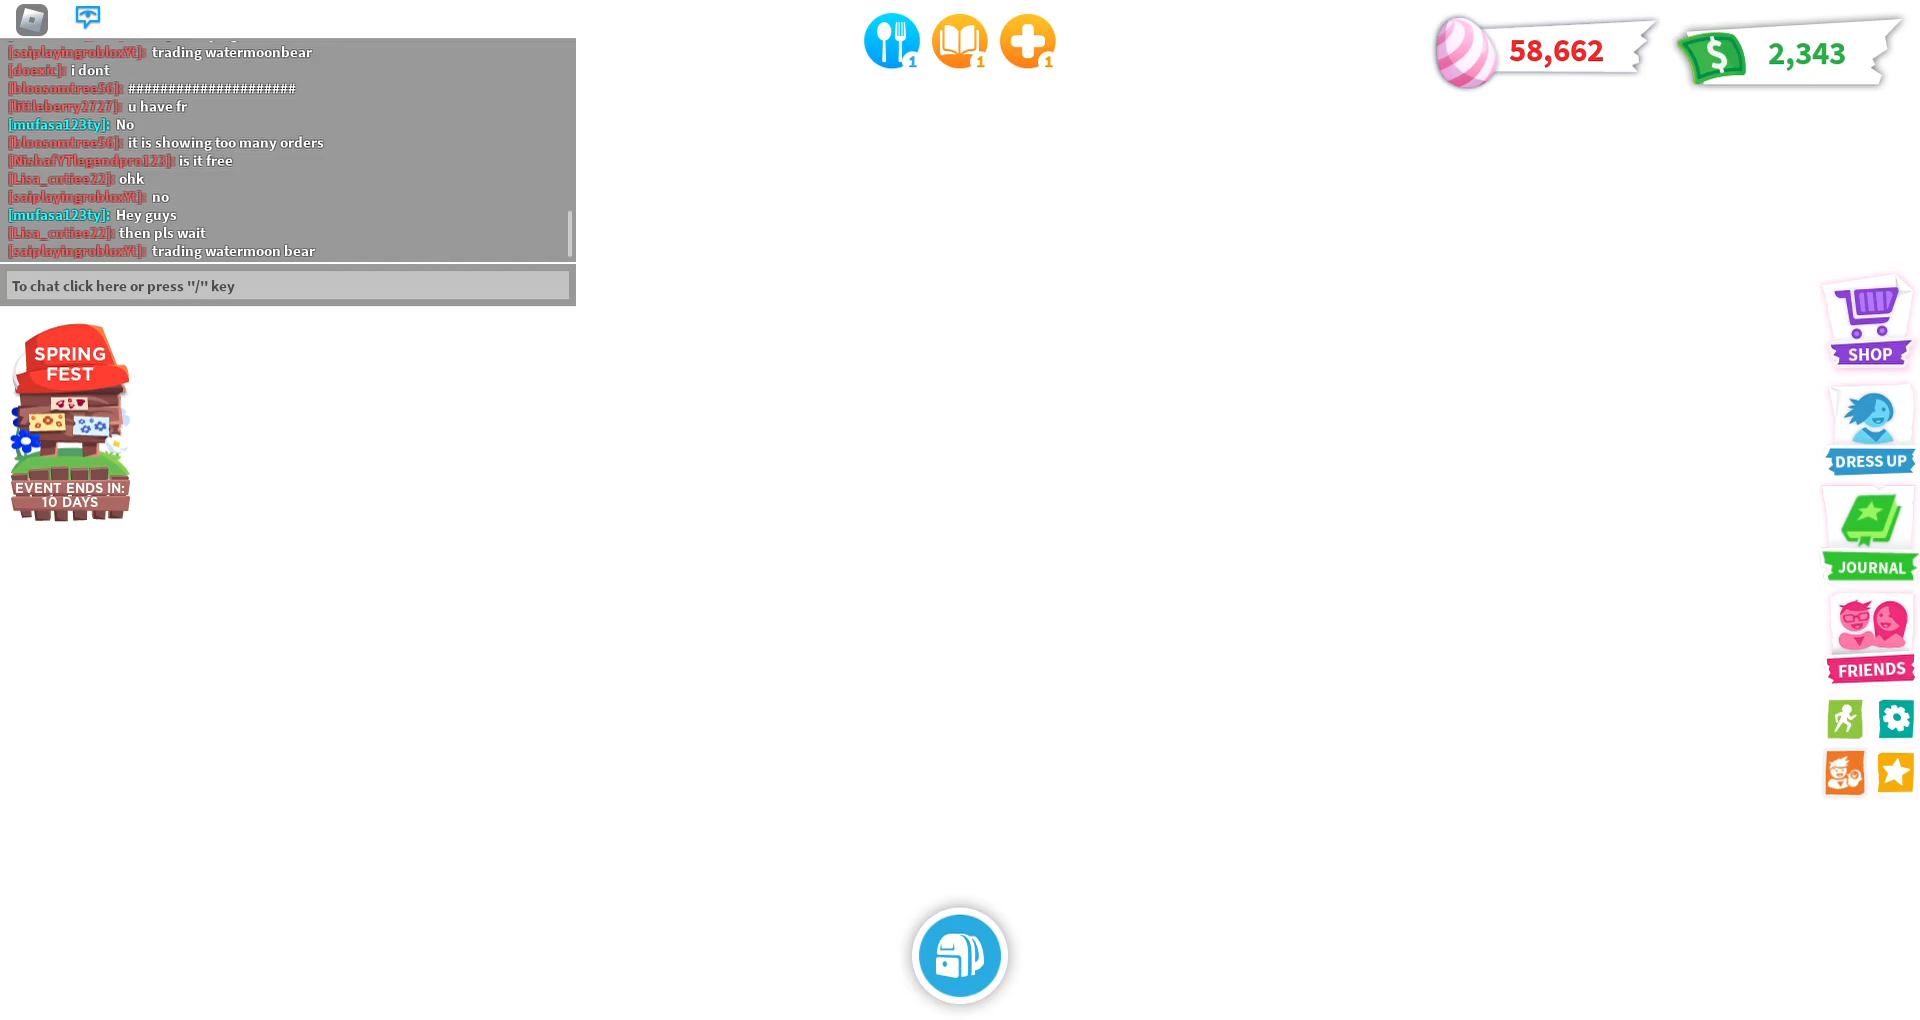 [saiplayingrobloxYt]: trading watermoonbear
[doexic]: i dont
[bloosomtree56]: #####################
[littleberry2727]: u have fr
[mufasa123ty]: No
[bloosomtree56]: it is showing too many orders
[NishafYTlegendpro123]: is it free
[Lisa_cutiee22]: ohk
[saiplayingrobloxYt]: no
[mufasa123ty]: Hey guys
[Lisa_cutiee22]: then pls wait
[saiplayingrobloxYt]: trading watermoon bear
To chat click here or press "/" key
1
1
1
58,662
2,343
SPRING
FEST
EVENT ENDS IN:
10 DAYS
SHOP
DRESS UP
JOURNAL
FRIENDS